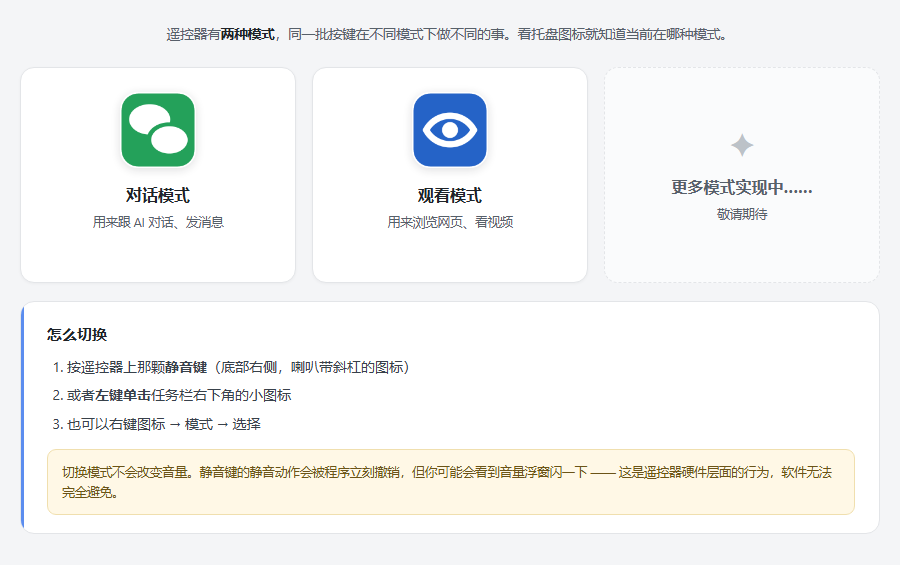 遥控器有两种模式，同一批按键在不同模式下做不同的事。看托盘图标就知道当前在哪种模式。
对话模式
用来跟 AI 对话、发消息
观看模式
用来浏览网页、看视频
更多模式实现中……
敬请期待
怎么切换
1. 按遥控器上那颗静音键（底部右侧，喇叭带斜杠的图标）
2. 或者左键单击任务栏右下角的小图标
3. 也可以右键图标 → 模式 → 选择
切换模式不会改变音量。静音键的静音动作会被程序立刻撤销，但你可能会看到音量浮窗闪一下 —— 这是遥控器硬件层面的行为，软件无法
完全避免。